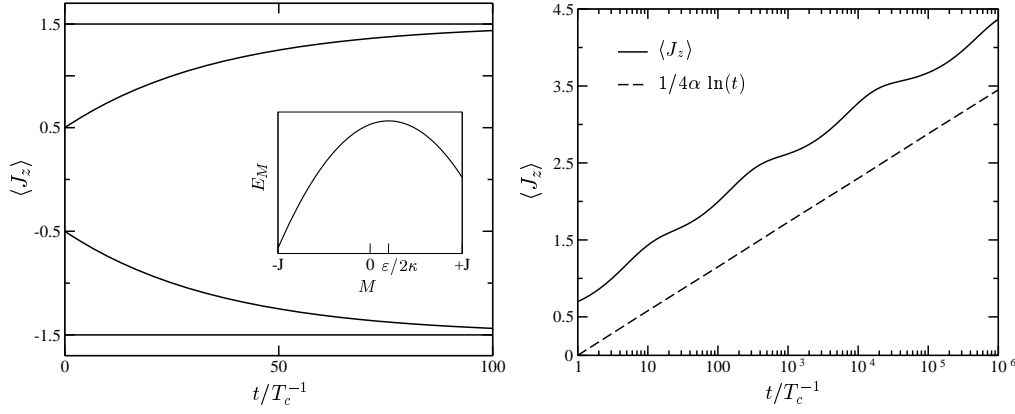 1.5
0.5
-0.5
-1.5
⟨J_z⟩
0
50
100
t/T_c^{-1}
E_M
-J
0
ε/2κ
+J
M
4.5
3.5
2.5
1.5
0.5
0
⟨J_z⟩
⟨J_z⟩
1/4α ln(t)
1
10
100
10^3
10^4
10^5
10^6
t/T_c^{-1}